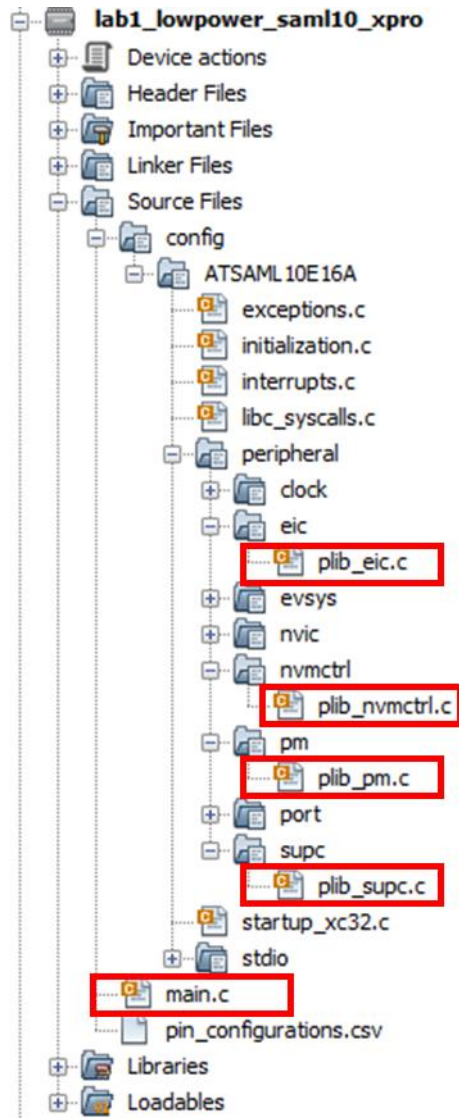 lab1_lowpower_saml10_xpro
Device actions
Header Files
Important Files
Linker Files
Source Files
config
ATSAML10E16A
exceptions.c
initialization.c
interrupts.c
libc_syscalls.c
peripheral
clock
eic
plib_eic.c
evsys
nvic
nvmctrl
plib_nvmctrl.c
pm
plib_pm.c
port
supc
plib_supc.c
startup_xc32.c
stdio
main.c
pin_configurations.csv
Libraries
Loadables